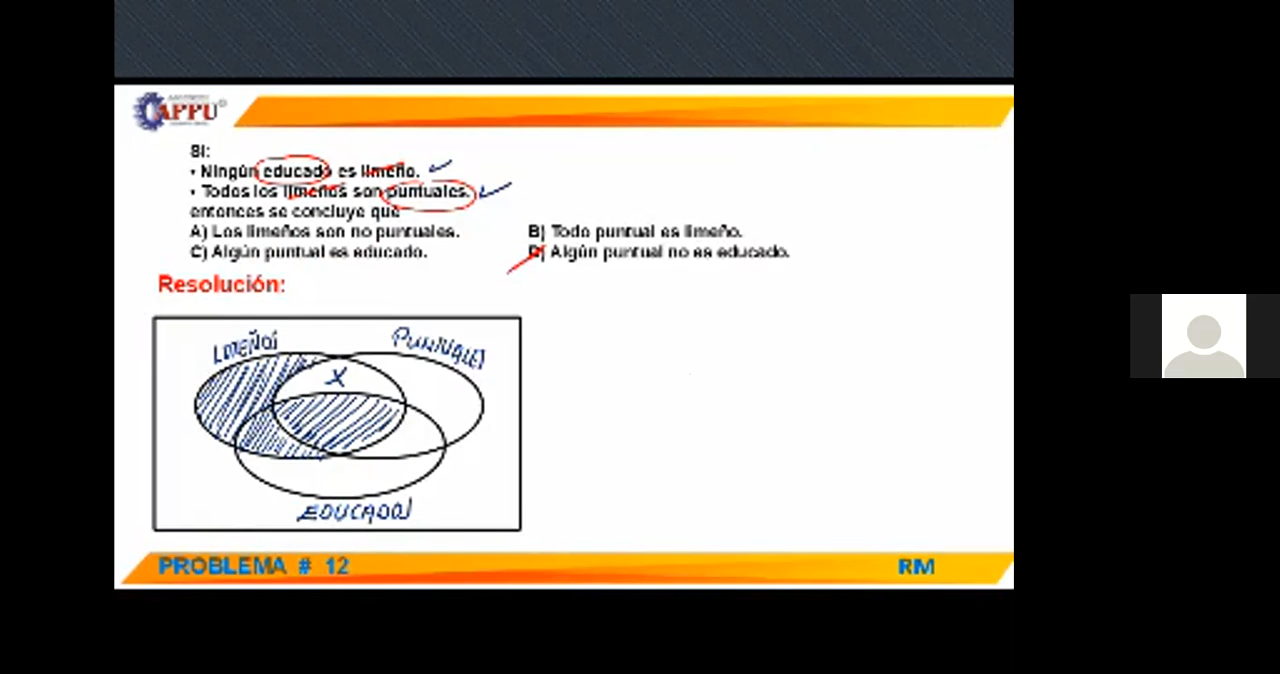 APPU
Si:
• Ningún educado es limeño.
• Todos los limeños son puntuales.
entonces se concluye que
A) Los limeños son no puntuales.
B) Todo puntual es limeño.
C) Algún puntual es educado.
D) Algún puntual no es educado.
Resolución:
LIMEÑOS
PUNTUALES
X
EDUCADOS
PROBLEMA # 12
RM